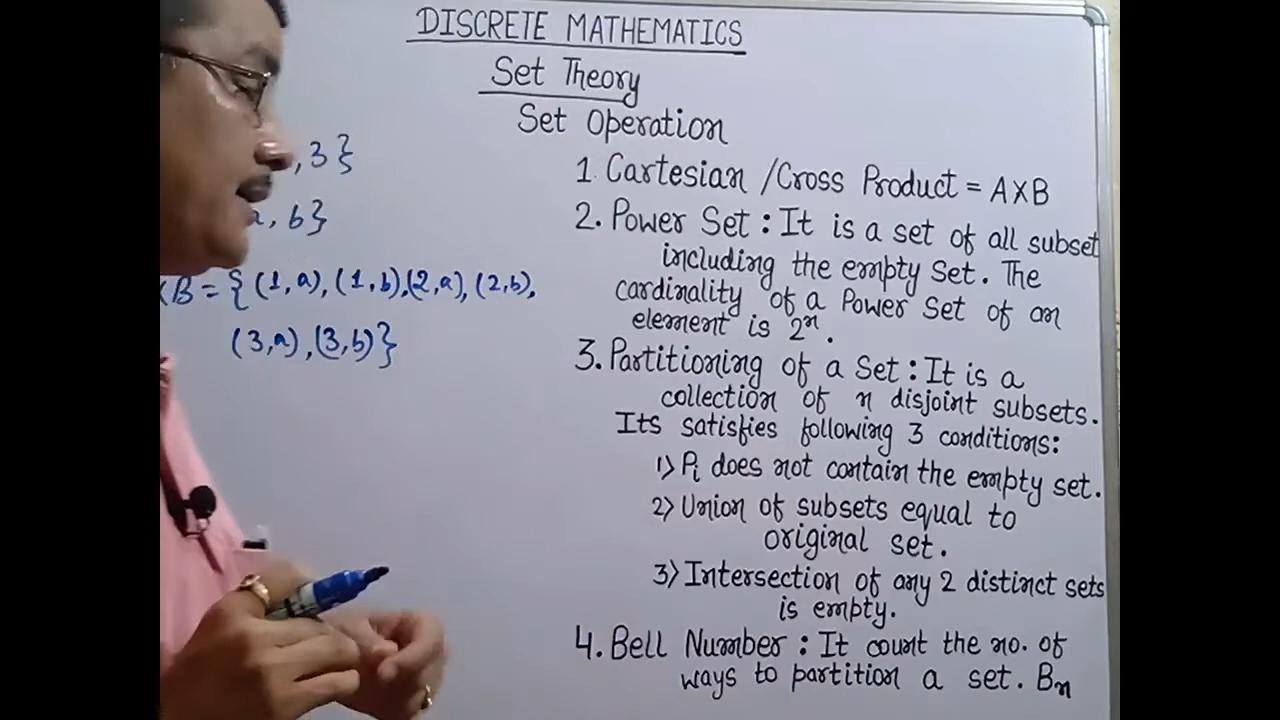 DISCRETE MATHEMATICS
Set Theory
Set Operation
, 3}
a, b}
B = {(1,a), (1,b), (2,a), (2,b),
(3,a), (3,b)}
1. Cartesian / Cross Product = A X B
2. Power Set : It is a set of all subset
including the empty set. The
cardinality of a Power Set of an
element is 2ⁿ.
3. Partitioning of a Set : It is a
collection of n disjoint subsets.
Its satisfies following 3 conditions:
1) Pi does not contain the empty set.
2) Union of subsets equal to
original set.
3) Intersection of any 2 distinct sets
is empty.
4. Bell Number : It count the no. of
ways to partition a set. Bn